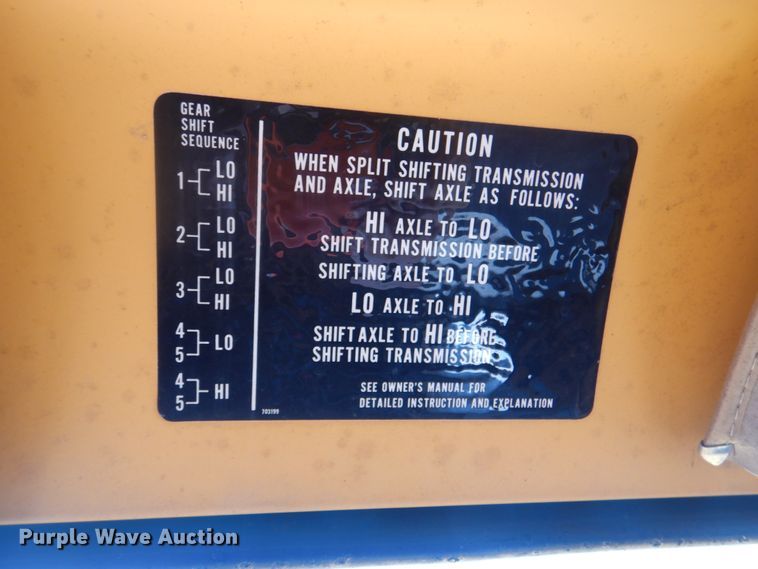 GEAR
SHIFT
SEQUENCE
1 LO
HI
2 LO
HI
3 LO
HI
4
5 LO
4
5 HI
CAUTION
WHEN SPLIT SHIFTING TRANSMISSION
AND AXLE, SHIFT AXLE AS FOLLOWS:
HI AXLE TO LO
SHIFT TRANSMISSION BEFORE
SHIFTING AXLE TO LO
LO AXLE TO HI
SHIFT AXLE TO HI BEFORE
SHIFTING TRANSMISSION
SEE OWNER'S MANUAL FOR
DETAILED INSTRUCTION AND EXPLANATION
703199
Purple Wave Auction